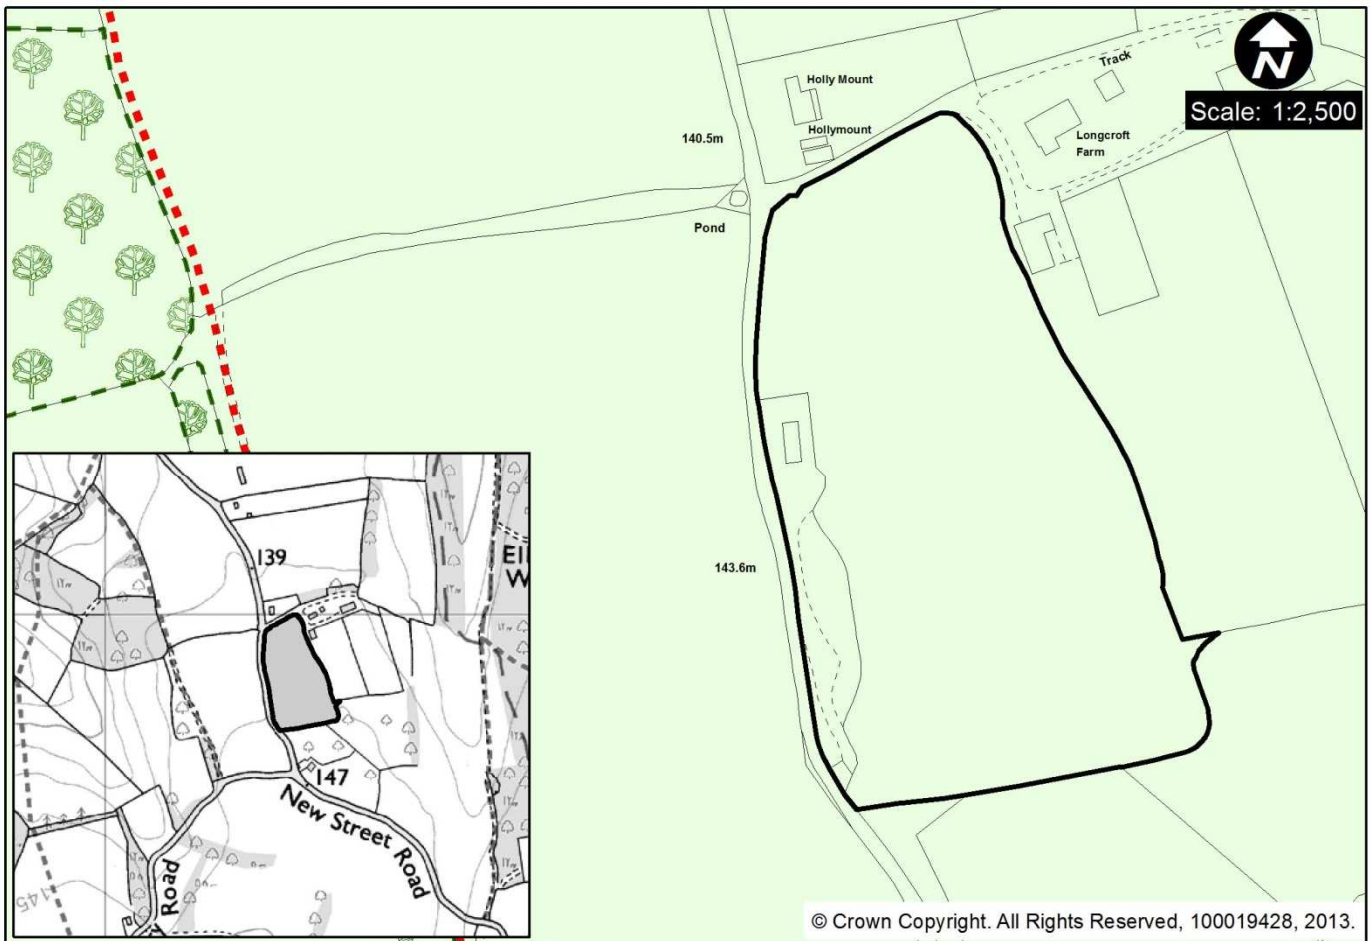 N
Scale: 1:2,500
Track
Holly Mount
Hollymount
Longcroft
Farm
140.5m
Pond
143.6m
139
147
New Street Road
Road
145
© Crown Copyright. All Rights Reserved, 100019428, 2013.